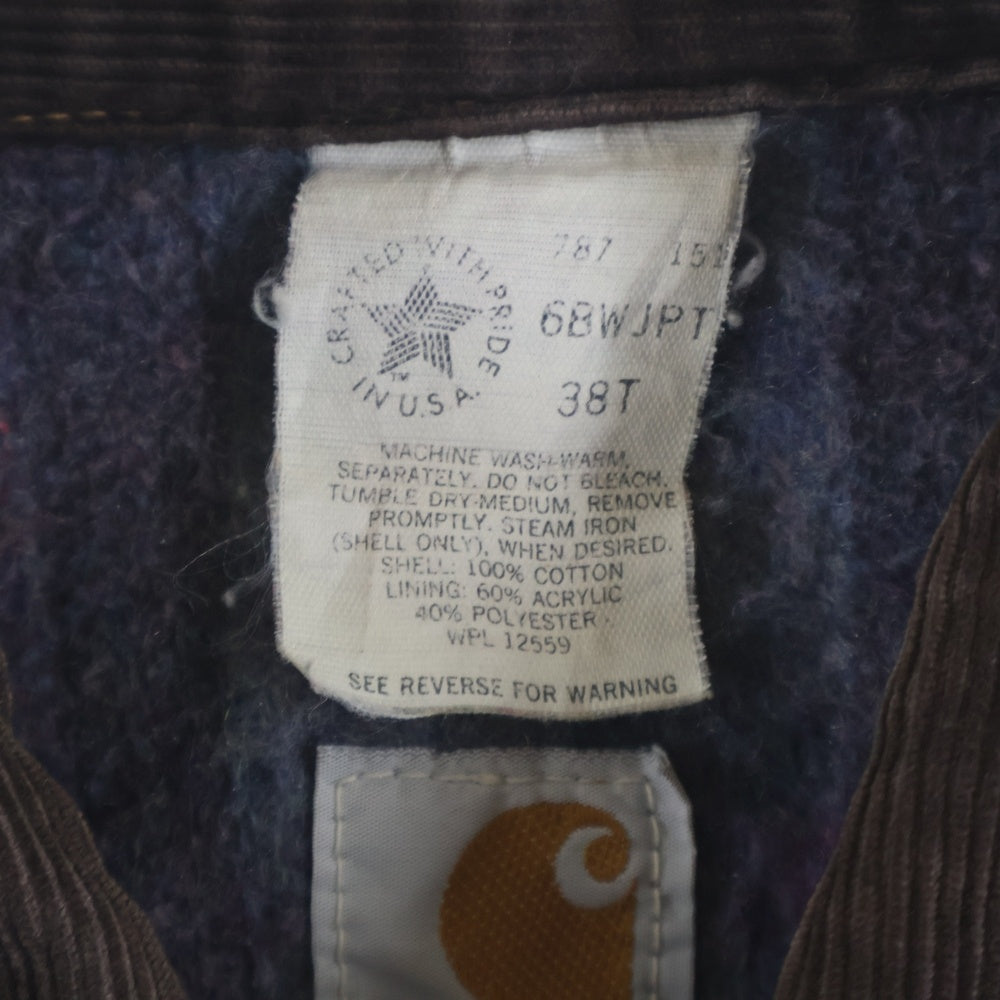 CRAFTED WITH PRIDE
IN U.S.A.
TM
787 151
6BWJPT
38T
MACHINE WASH-WARM,
SEPARATELY. DO NOT BLEACH.
TUMBLE DRY-MEDIUM, REMOVE
PROMPTLY. STEAM IRON
(SHELL ONLY), WHEN DESIRED.
SHELL: 100% COTTON
LINING: 60% ACRYLIC
40% POLYESTER
WPL 12559
SEE REVERSE FOR WARNING